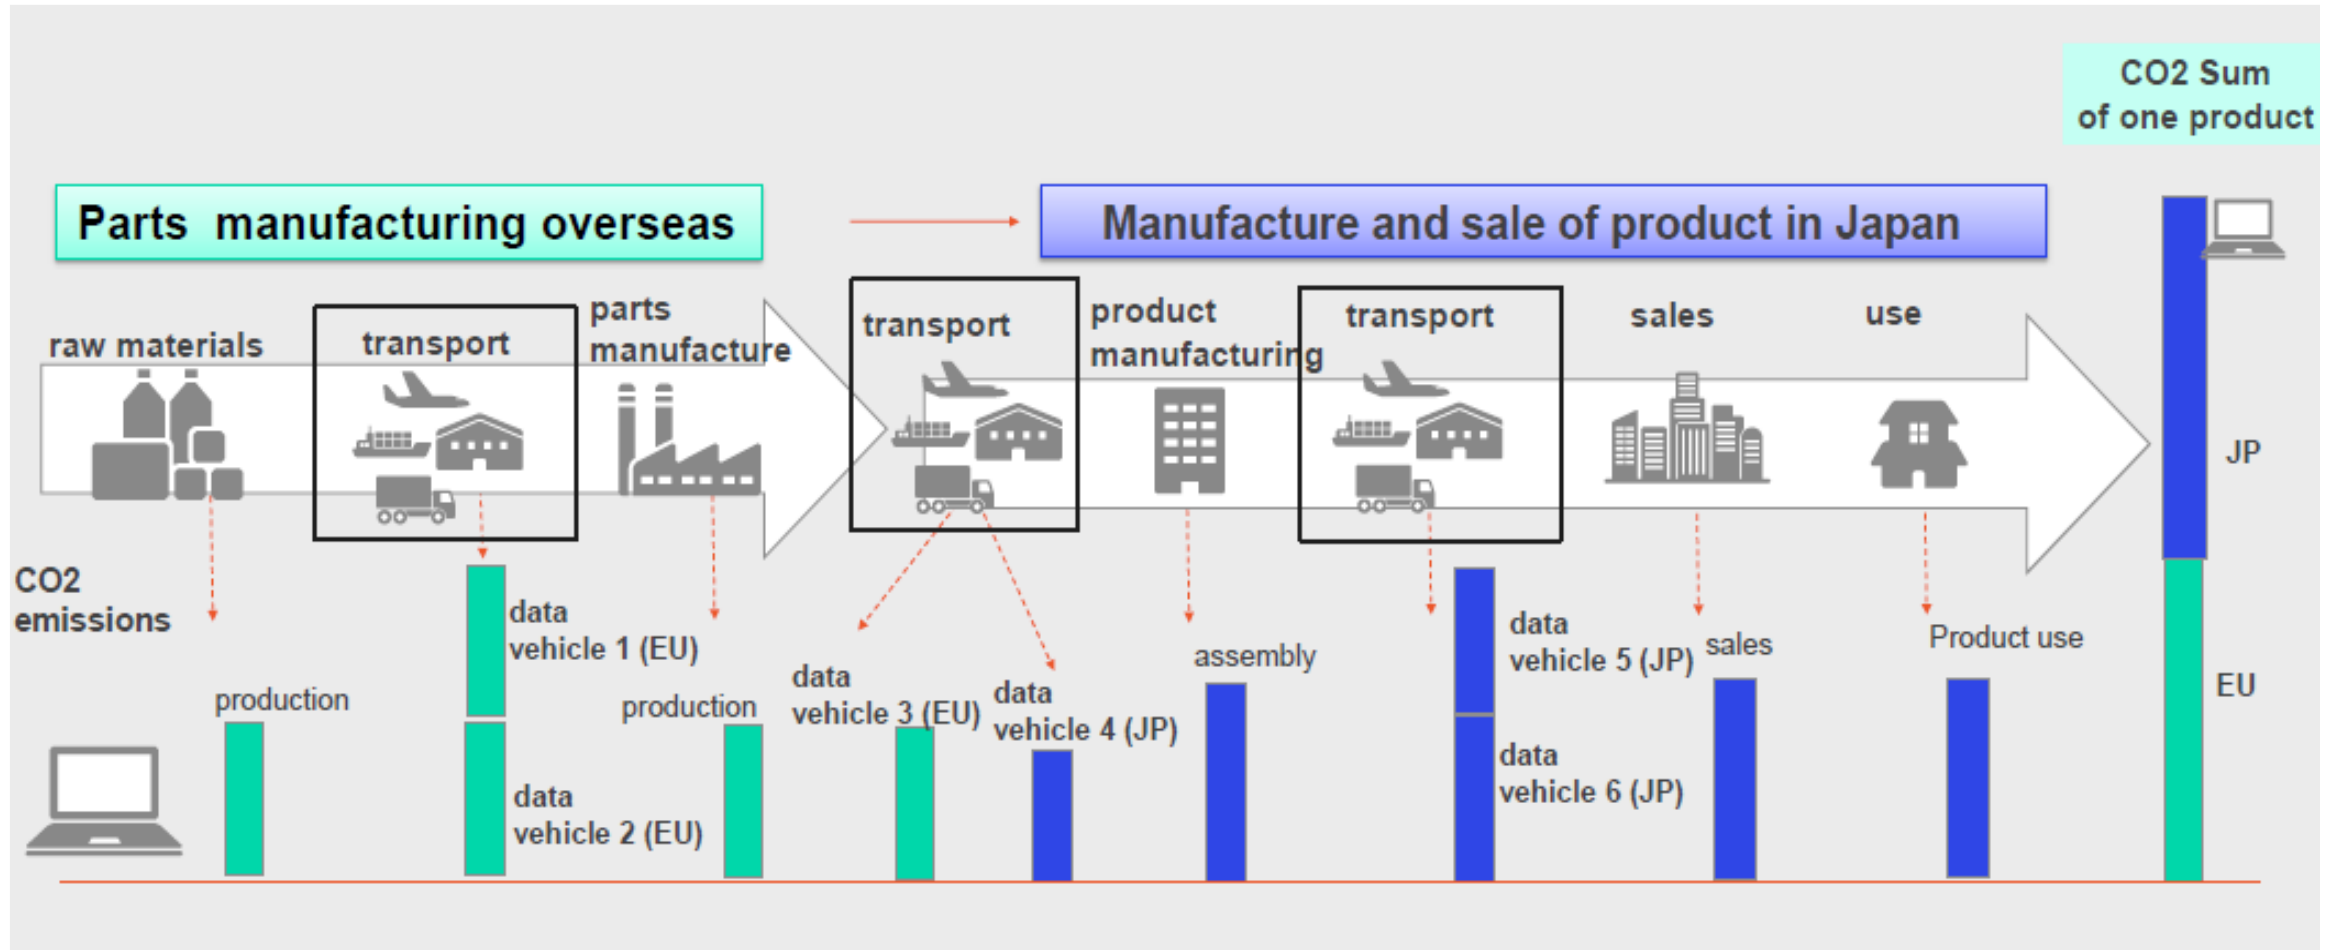 CO2 Sum
of one product
Parts manufacturing overseas
Manufacture and sale of product in Japan
raw materials
transport
parts
manufacture
transport
product
manufacturing
transport
sales
use
JP
EU
CO2
emissions
production
data
vehicle 1 (EU)
data
vehicle 2 (EU)
production
data
vehicle 3 (EU)
data
vehicle 4 (JP)
assembly
data
vehicle 5 (JP)
data
vehicle 6 (JP)
sales
Product use